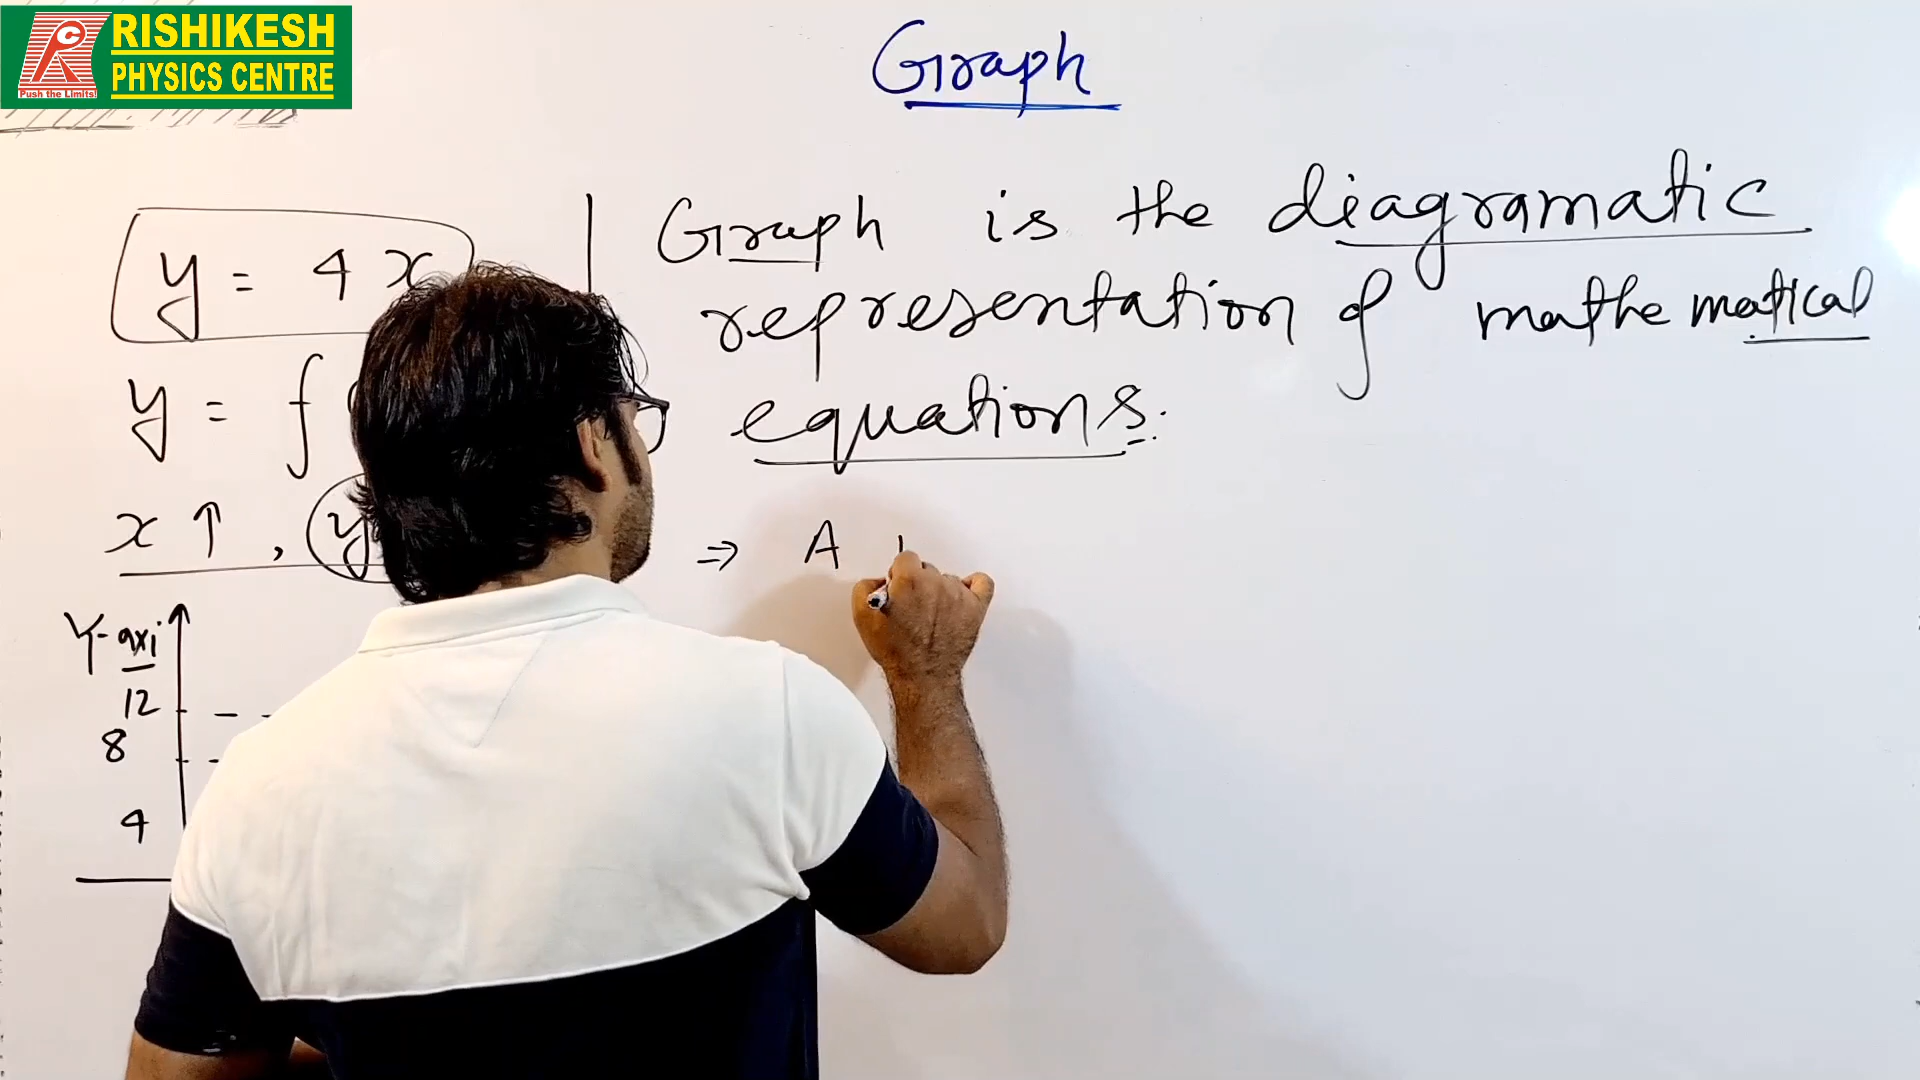 RISHIKESH
PHYSICS CENTRE
Push the Limits!
Graph
y = 4 x
y = f
x ↑ , y
Y-axi
12
8
4
Graph is the diagramatic
representation of mathematical
equations.
⇒ A